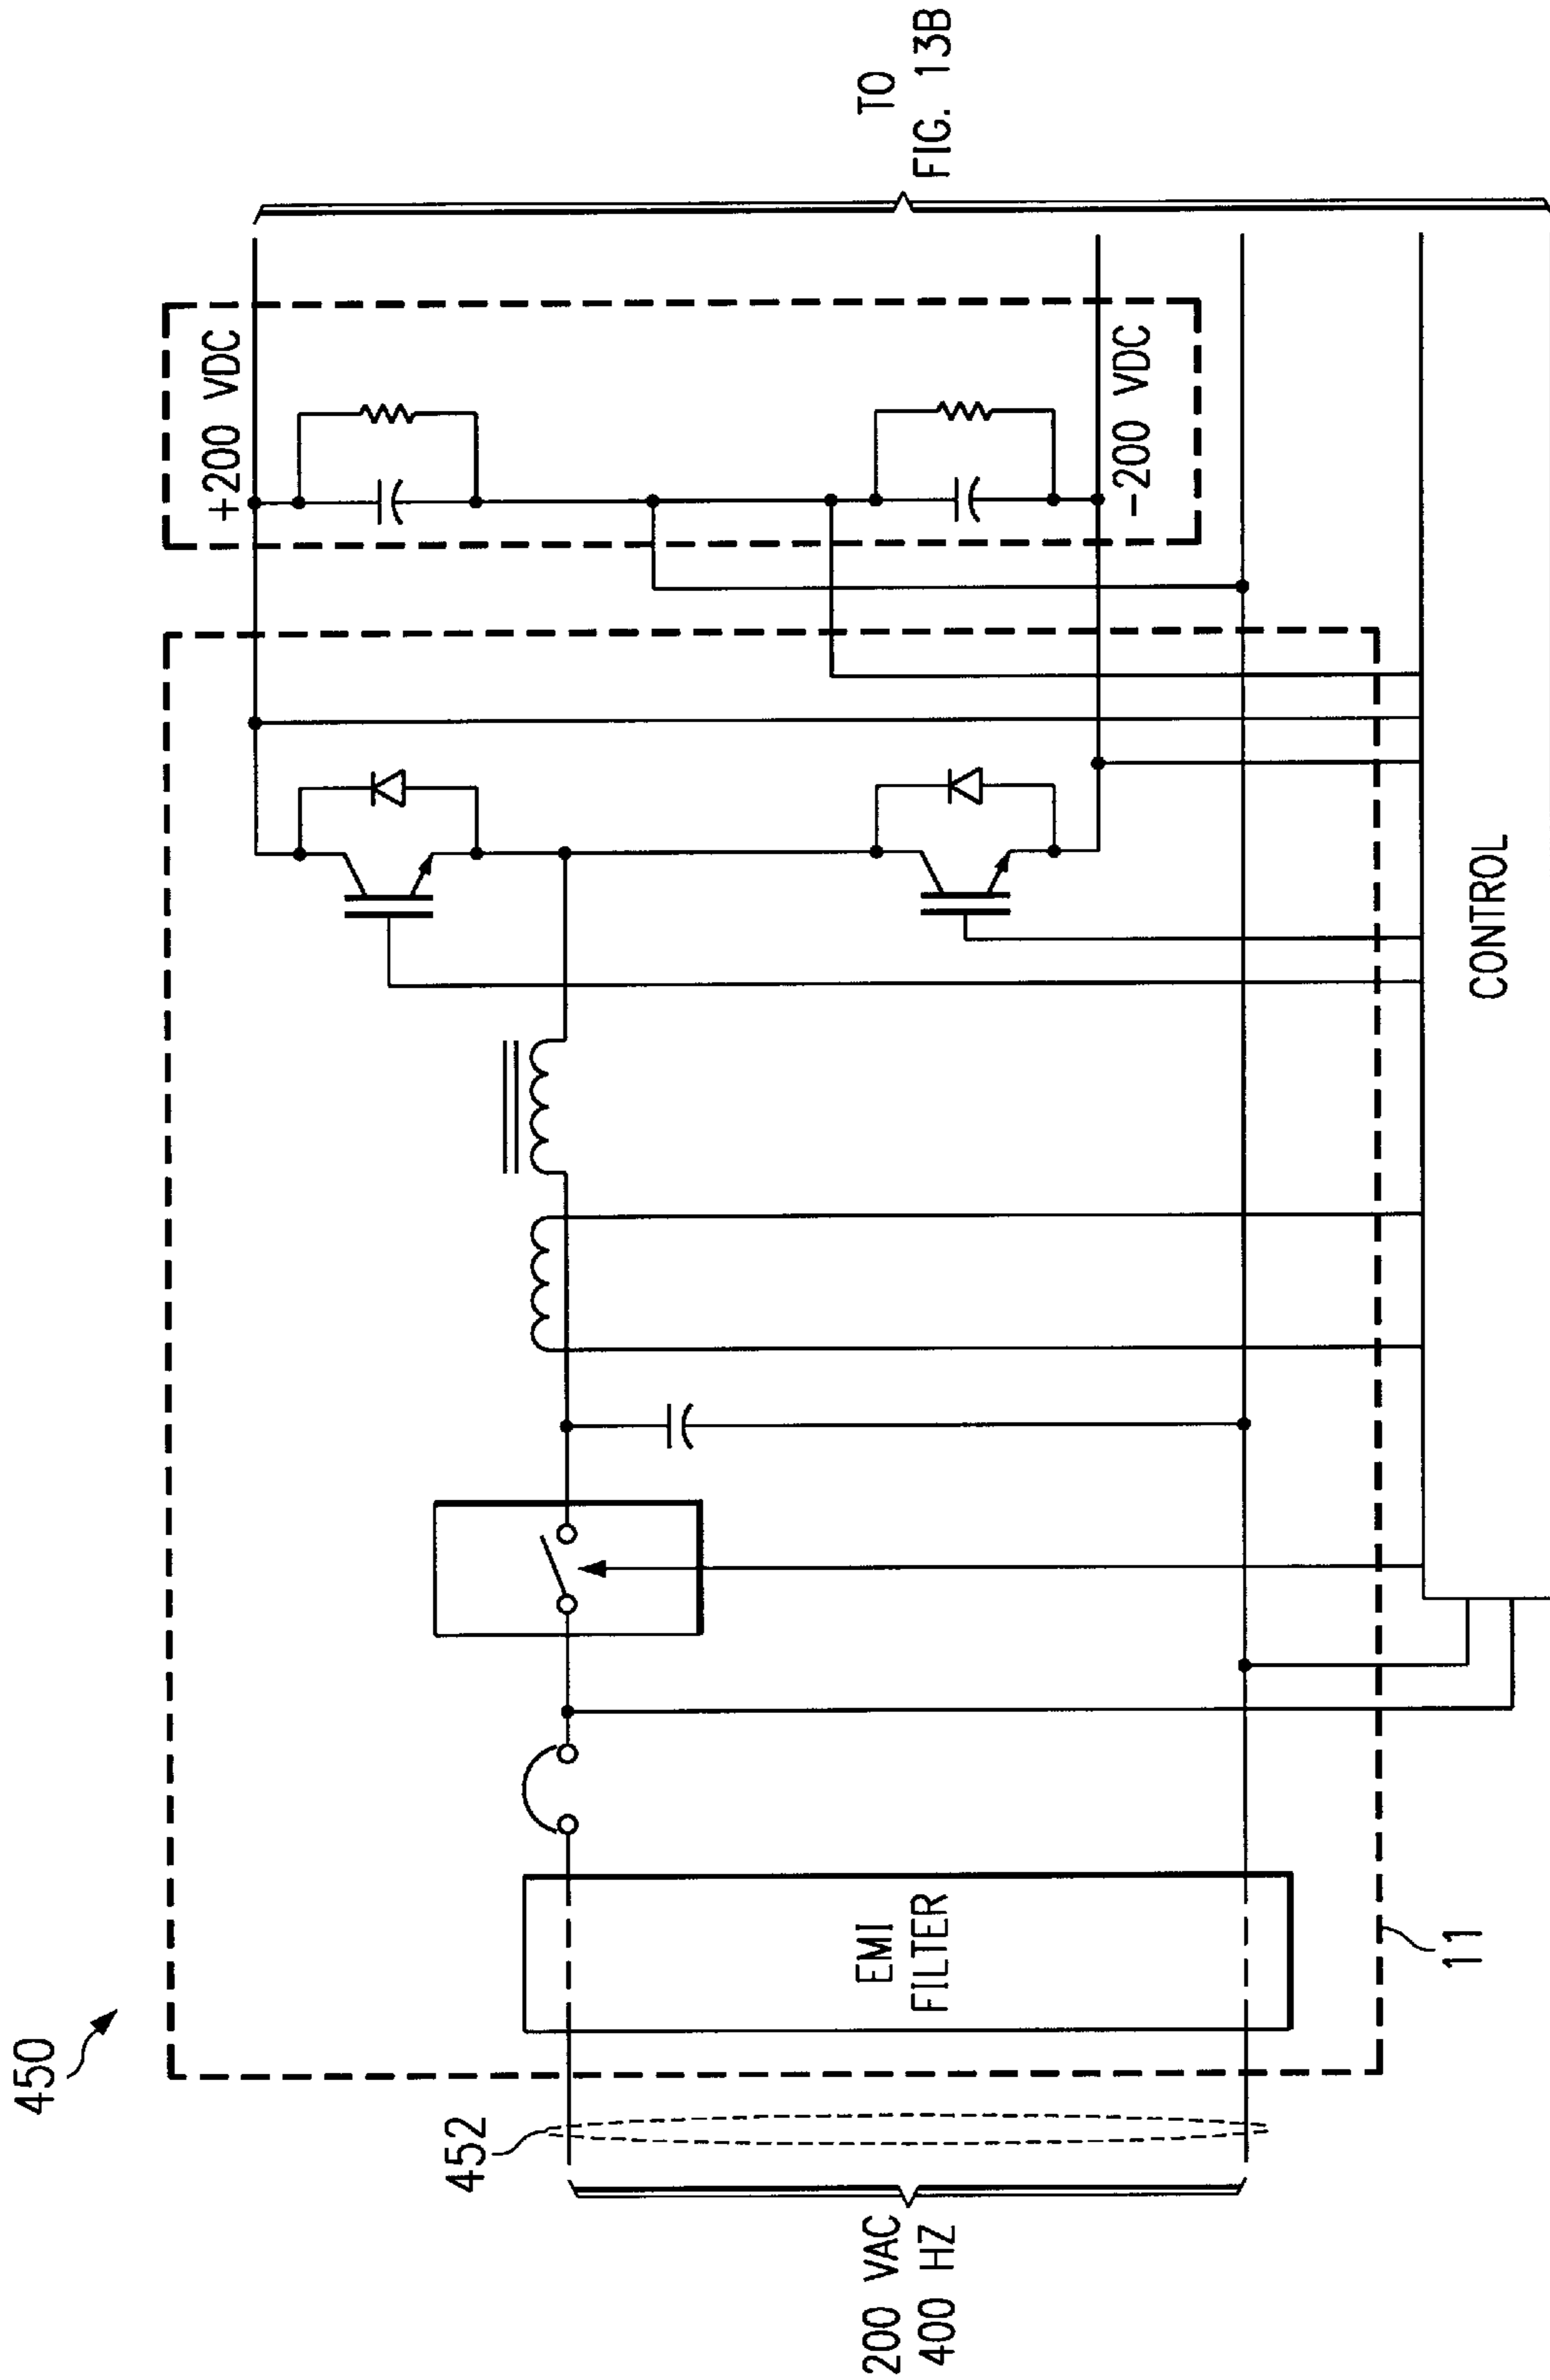 450
452
200 VAC
400 HZ
EMI
FILTER
11
CONTROL
+200 VDC
-200 VDC
TO
FIG. 13B